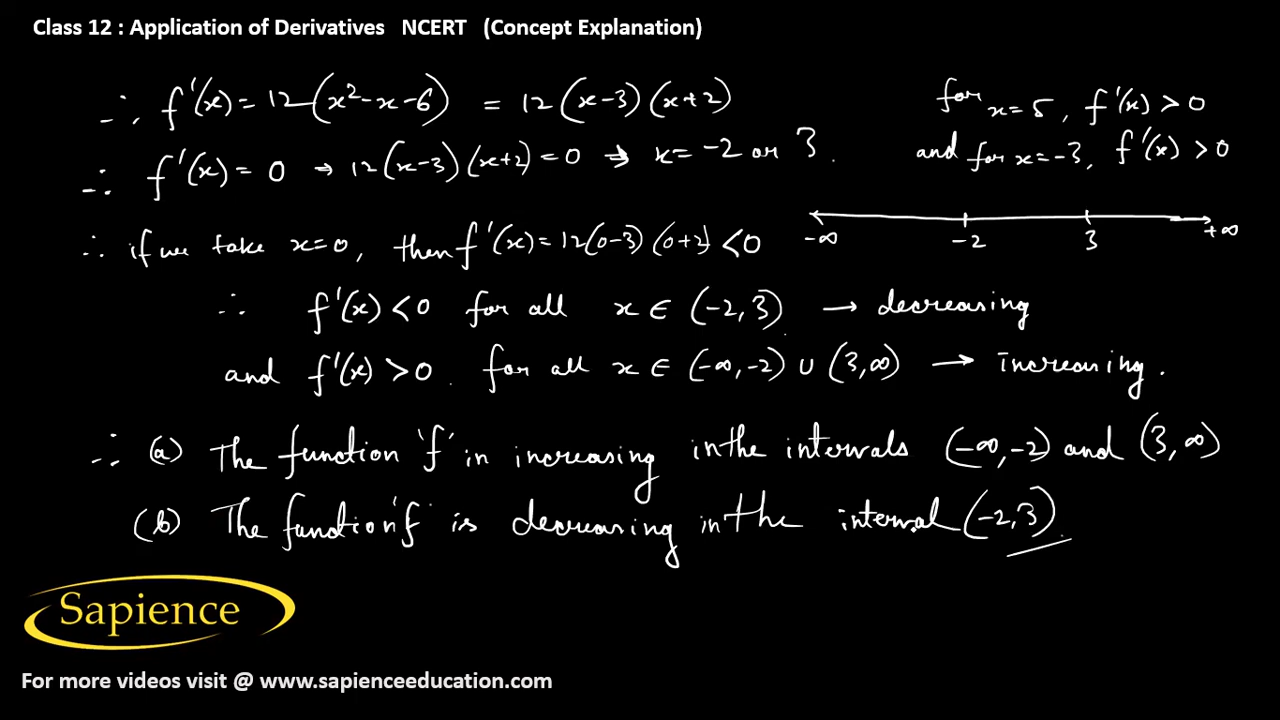 Class 12 : Application of Derivatives NCERT (Concept Explanation)
∴ f'(x) = 12(x²-x-6) = 12(x-3)(x+2)
for x=5, f'(x) > 0
∴ f'(x) = 0 → 12(x-3)(x+2) = 0 → x = -2 or 3.
and for x=-3, f'(x) > 0
-∞ -2 3 +∞
∴ if we take x=0, then f'(x) = 12(0-3)(0+2) < 0
∴ f'(x) < 0 for all x ∈ (-2, 3) → decreasing
and f'(x) > 0. for all x ∈ (-∞, -2) ∪ (3, ∞) → increasing.
∴ (a) The function 'f' in increasing in the intervals (-∞, -2) and (3, ∞)
(b) The function 'f' is decreasing in the interval (-2, 3).
Sapience
For more videos visit @ www.sapienceeducation.com